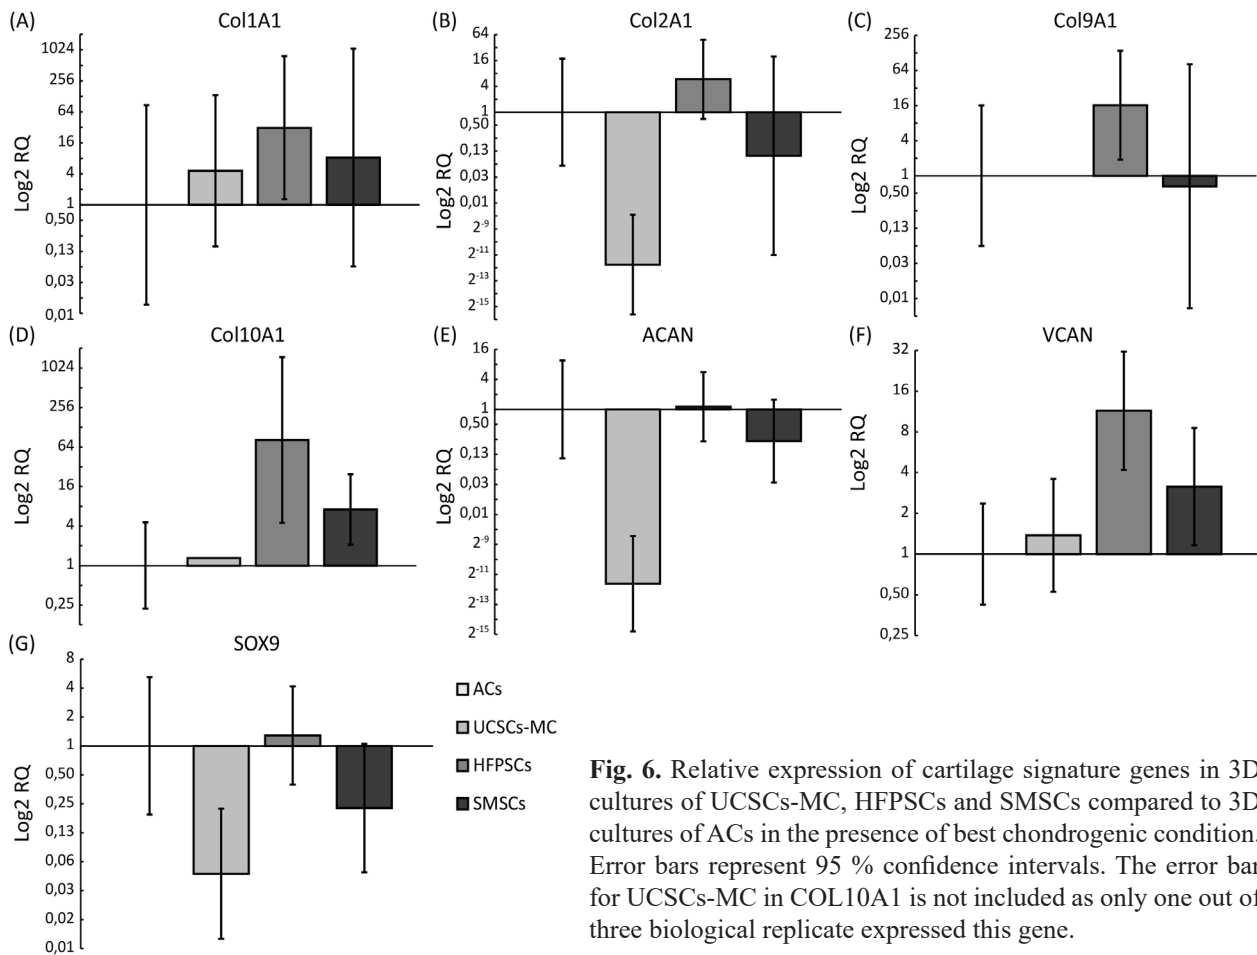 (A)
Col1A1
Log2 RQ
1024
256
64
16
4
1
0,50
0,13
0,03
0,01
(B)
Col2A1
Log2 RQ
64
16
4
1
0,50
0,13
0,03
0,01
2-9
2-11
2-13
2-15
(C)
Col9A1
Log2 RQ
256
64
16
4
1
0,50
0,13
0,03
0,01
(D)
Col10A1
Log2 RQ
1024
256
64
16
4
1
0,25
(E)
ACAN
Log2 RQ
16
4
1
0,50
0,13
0,03
0,01
2-9
2-11
2-13
2-15
(F)
VCAN
Log2 RQ
32
16
8
4
2
1
0,50
0,25
(G)
SOX9
Log2 RQ
8
4
2
1
0,50
0,25
0,13
0,06
0,03
0,02
0,01
ACs
UCSCs-MC
HFPSCs
SMSCs
Fig. 6. Relative expression of cartilage signature genes in 3D
cultures of UCSCs-MC, HFPSCs and SMSCs compared to 3D
cultures of ACs in the presence of best chondrogenic condition.
Error bars represent 95 % confidence intervals. The error bar
for UCSCs-MC in COL10A1 is not included as only one out of
three biological replicate expressed this gene.